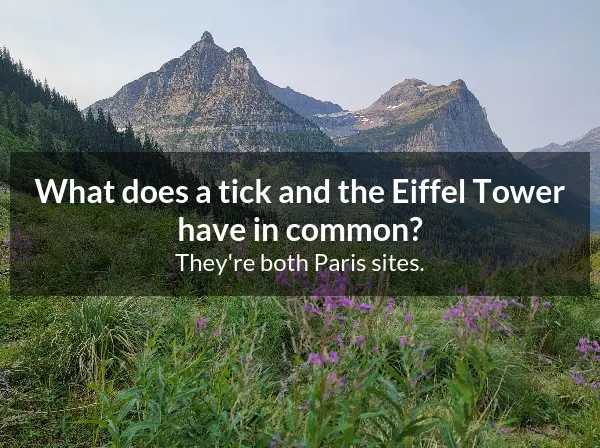 What does a tick and the Eiffel Tower
have in common?
They're both Paris sites.